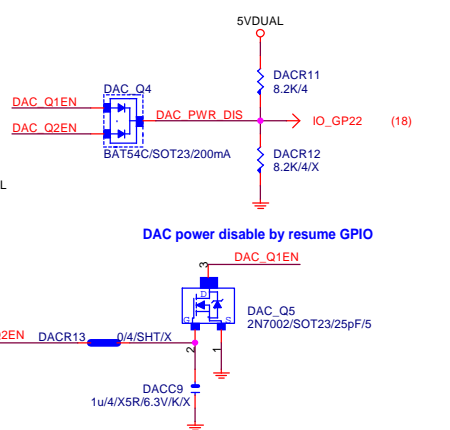 5VDUAL
DACR11
8.2K/4
DAC_Q4
DAC_Q1EN
DAC_Q2EN
DAC_PWR_DIS
IO_GP22 (18)
BAT54C/SOT23/200mA
DACR12
8.2K/4/X
L
DAC power disable by resume GPIO
3
DAC_Q1EN
D
G
S
DAC_Q5
2N7002/SOT23/25pF/5
2EN
DACR13
0/4/SHT/X
2
1
DACC9
1u/4/X5R/6.3V/K/X